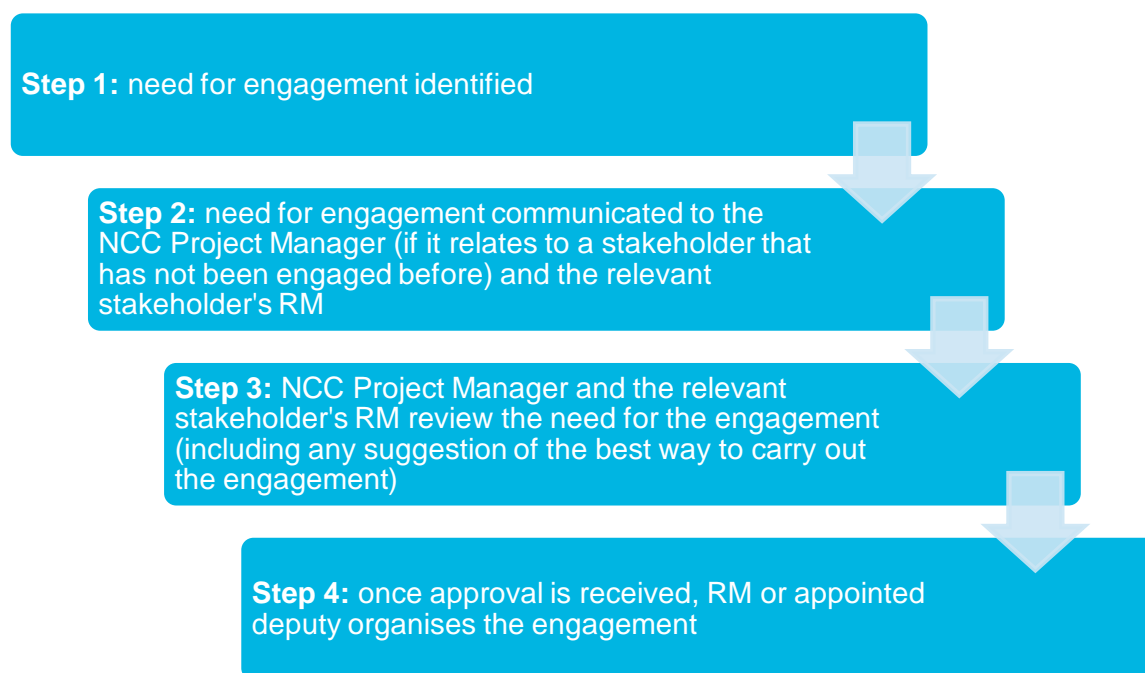 Step 1: need for engagement identified
Step 2: need for engagement communicated to the
NCC Project Manager (if it relates to a stakeholder that
has not been engaged before) and the relevant
stakeholder's RM
Step 3: NCC Project Manager and the relevant
stakeholder's RM review the need for the engagement
(including any suggestion of the best way to carry out
the engagement)
Step 4: once approval is received, RM or appointed
deputy organises the engagement